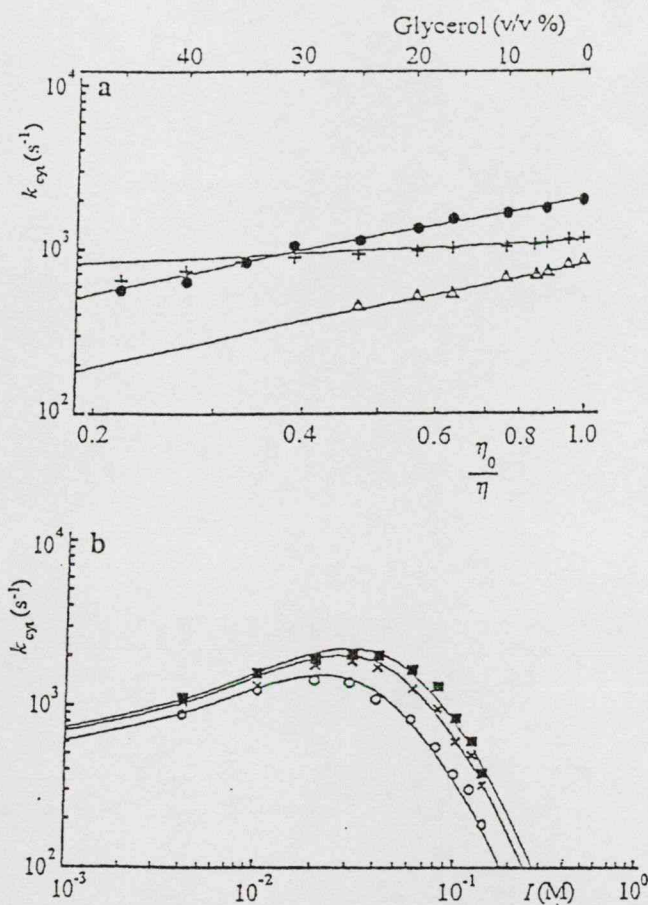 Glycerol (v/v %)
40 30 20 10 0
10⁴
a
k_cyt (s⁻¹)
10³
10²
0.2 0.4 0.6 0.8 1.0
η₀
η
10⁴
b
k_cyt (s⁻¹)
10³
10²
10⁻³ 10⁻² 10⁻¹ I (M) 10⁰